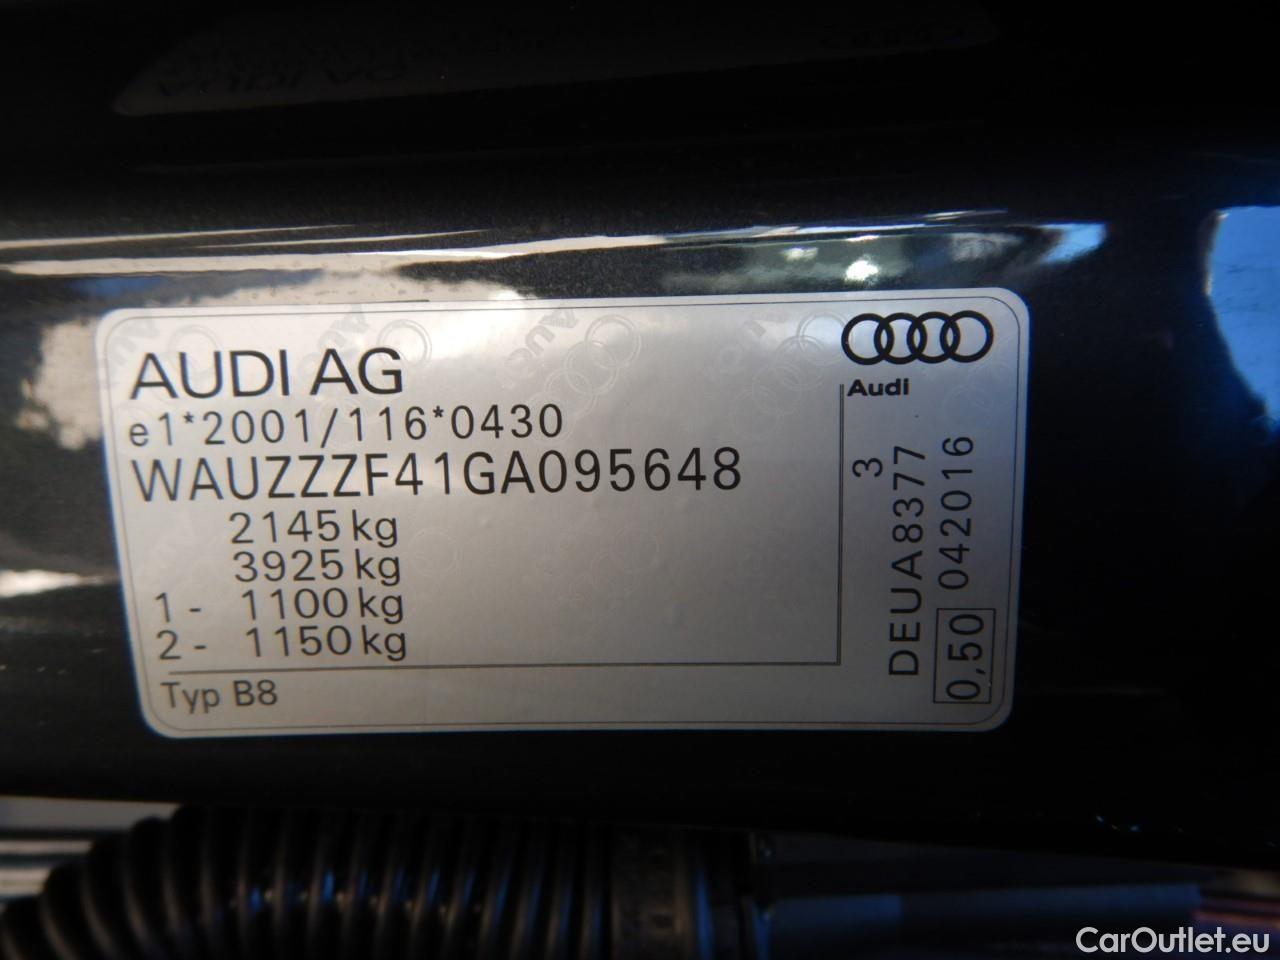 AUDI AG
e1*2001/116*0430
WAUZZZF41GA095648
2145 kg
3925 kg
1 - 1100 kg
2 - 1150 kg
Typ B8
Audi
3
DEUA8377
0,50 042016
CarOutlet.eu